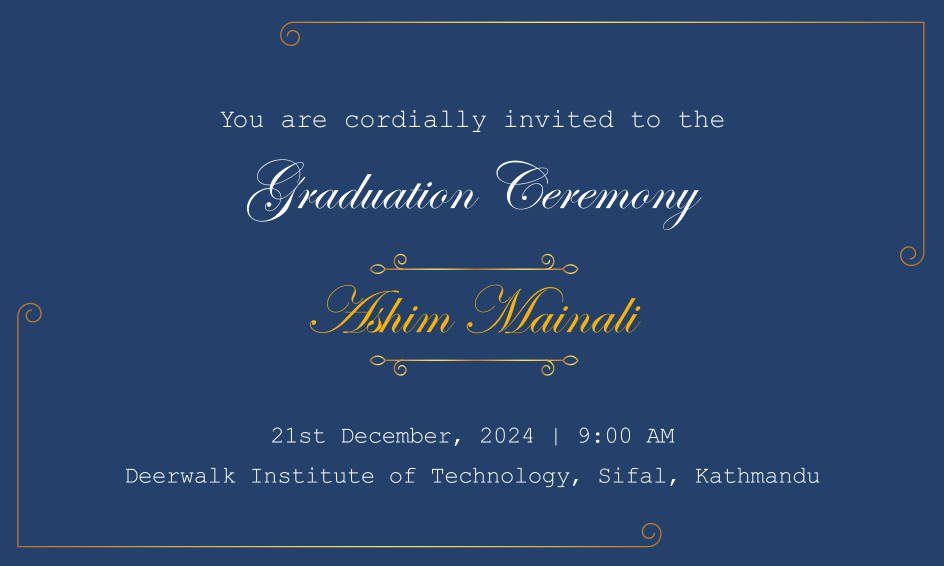 You are cordially invited to the
Graduation Ceremony
Ashim Mainali
21st December, 2024 | 9:00 AM
Deerwalk Institute of Technology, Sifal, Kathmandu